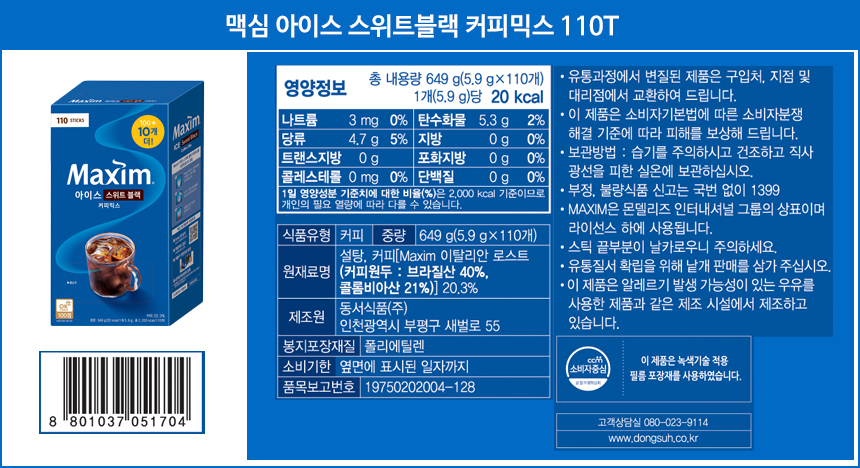 맥심 아이스 스위트블랙 커피믹스 110T
110 STICKS
100+
10개
더!
Maxim
아이스 스위트 블랙
커피믹스
Maxim
8 801037 051704
영양정보
총 내용량 649 g(5.9 g×110개)
1개(5.9 g)당 20 kcal
나트륨 3 mg 0% 탄수화물 5.3 g 2%
당류 4.7 g 5% 지방 0 g 0%
트랜스지방 0 g 포화지방 0 g 0%
콜레스테롤 0 mg 0% 단백질 0 g 0%
1일 영양성분 기준치에 대한 비율(%)은 2,000 kcal 기준이므로
개인의 필요 열량에 따라 다를 수 있습니다.
식품유형 커피 중량 649 g(5.9 g×110개)
원재료명 설탕, 커피[Maxim 이탈리안 로스트
(커피원두 : 브라질산 40%,
콜롬비아산 21%)] 20.3%
제조원 동서식품(주)
인천광역시 부평구 새벌로 55
봉지포장재질 폴리에틸렌
소비기한 옆면에 표시된 일자까지
품목보고번호 19750202004-128
• 유통과정에서 변질된 제품은 구입처, 지점 및
대리점에서 교환하여 드립니다.
• 이 제품은 소비자기본법에 따른 소비자분쟁
해결 기준에 따라 피해를 보상해 드립니다.
• 보관방법 : 습기를 주의하시고 건조하고 직사
광선을 피한 실온에 보관하십시오.
• 부정, 불량식품 신고는 국번 없이 1399
• MAXIM은 몬델리즈 인터내셔널 그룹의 상표이며
라이선스 하에 사용됩니다.
• 스틱 끝부분이 날카로우니 주의하세요.
• 유통질서 확립을 위해 낱개 판매를 삼가 주십시오.
• 이 제품은 알레르기 발생 가능성이 있는 우유를
사용한 제품과 같은 제조 시설에서 제조하고
있습니다.
ccm
소비자중심
이 제품은 녹색기술 적용
필름 포장재를 사용하였습니다.
고객상담실 080-023-9114
www.dongsuh.co.kr